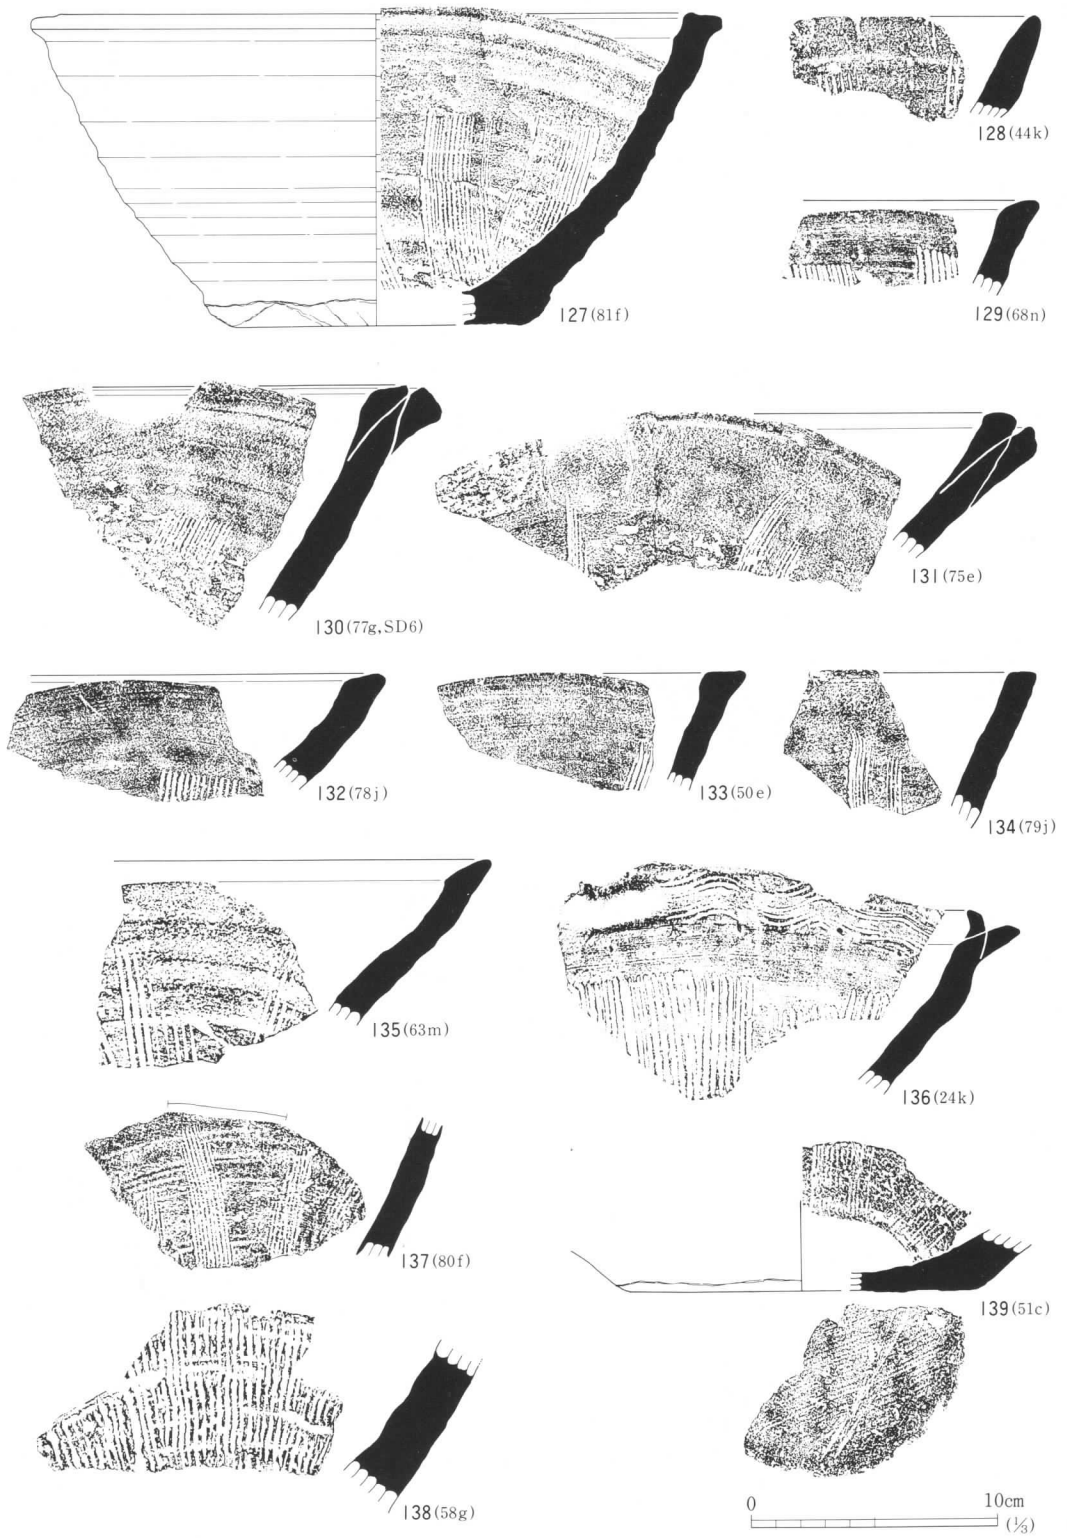 127(81f)
128(44k)
129(68n)
130(77g,SD6)
131(75e)
132(78j)
133(50e)
134(79j)
135(63m)
136(24k)
137(80f)
138(58g)
139(51c)
0 10cm
(⅓)